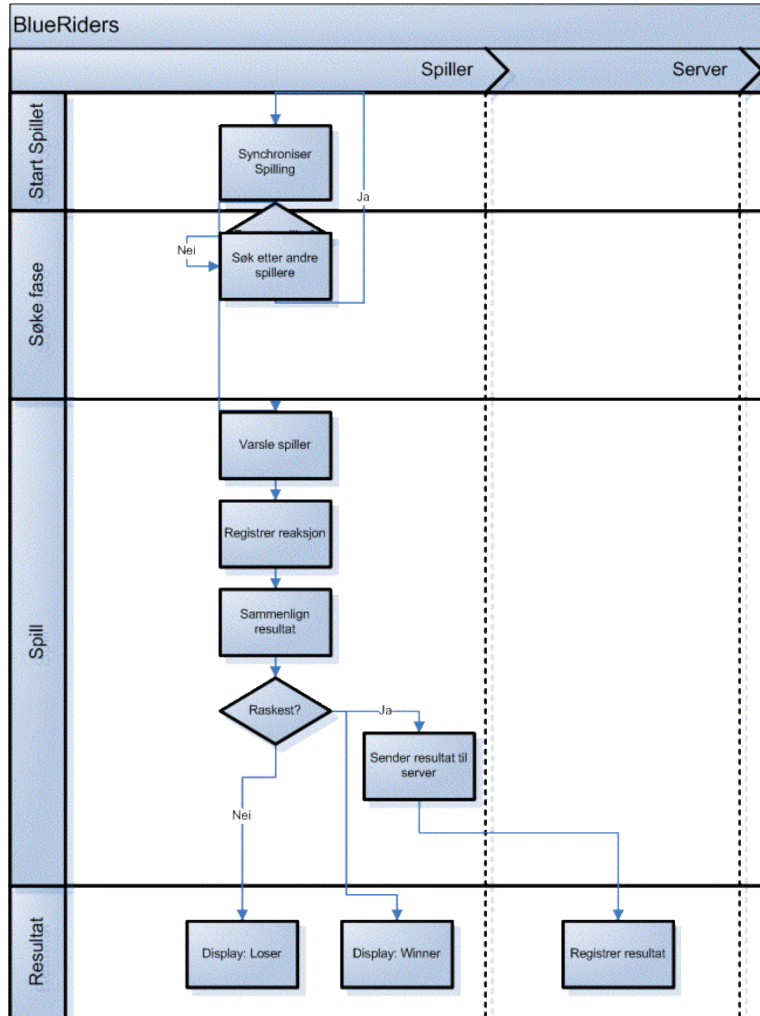 BlueRiders
Spiller
Server
Start Spillet
Synchroniser
Spilling
Ja
Søke fase
Nei
Søk etter andre
spillere
Spill
Varsle spiller
Registrer reaksjon
Sammenlign
resultat
Raskest?
Ja
Sender resultat til
server
Nei
Resultat
Display: Loser
Display: Winner
Registrer resultat